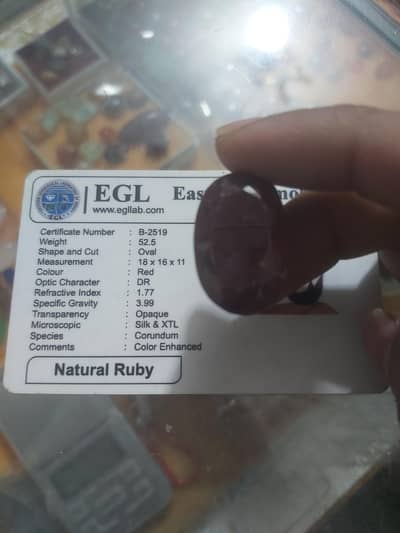 EGL
www.egllab.com
Certificate Number : B-2519
Weight : 52.5
Shape and Cut : Oval
Measurement : 18 x 16 x 11
Colour : Red
Optic Character : DR
Refractive Index : 1.77
Specific Gravity : 3.99
Transparency : Opaque
Microscopic : Silk & XTL
Species : Corundum
Comments : Color Enhanced
Natural Ruby